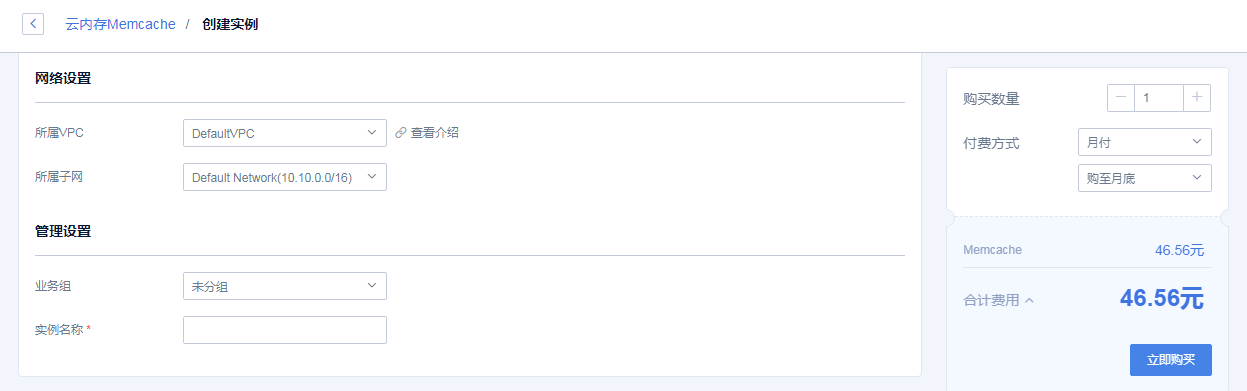 云内存Memcache / 创建实例
网络设置
所属VPC DefaultVPC 查看介绍
所属子网 Default Network(10.10.0.0/16)
管理设置
业务组 未分组
实例名称 *
购买数量 1
付费方式 月付
购至月底
Memcache 46.56元
合计费用 46.56元
立即购买